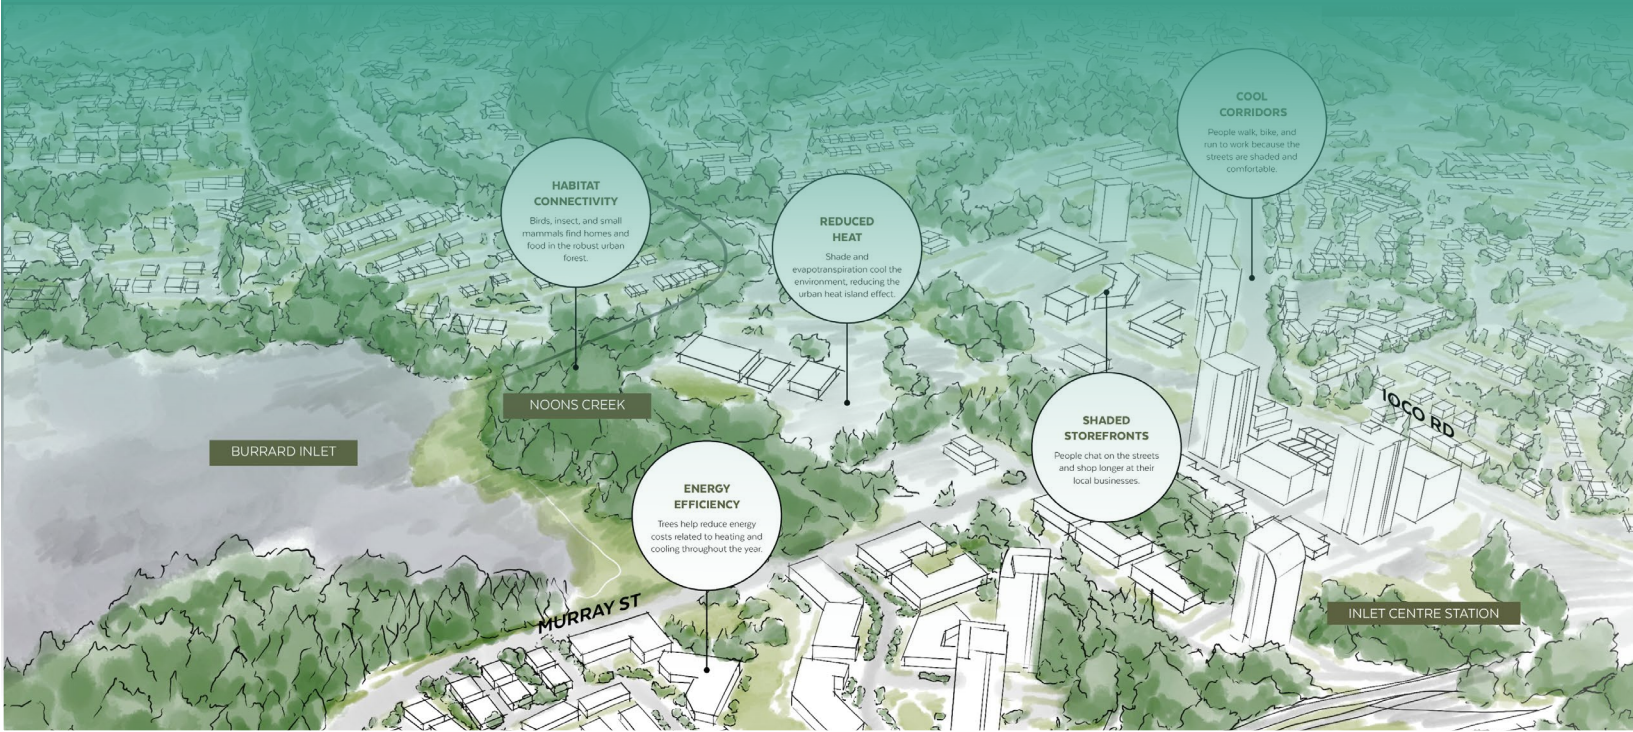 COOL
CORRIDORS
People walk, bike, and
run to work because the
streets are shaded and
comfortable.
HABITAT
CONNECTIVITY
Birds, insect, and small
mammals find homes and
food in the robust urban
forest.
REDUCED
HEAT
Shade and
evapotranspiration cool the
environment, reducing the
urban heat island effect.
NOONS CREEK
IOCO RD
SHADED
STOREFRONTS
People chat on the streets
and shop longer at their
local businesses.
BURRARD INLET
ENERGY
EFFICIENCY
Trees help reduce energy
costs related to heating and
cooling throughout the year.
MURRAY ST
INLET CENTRE STATION